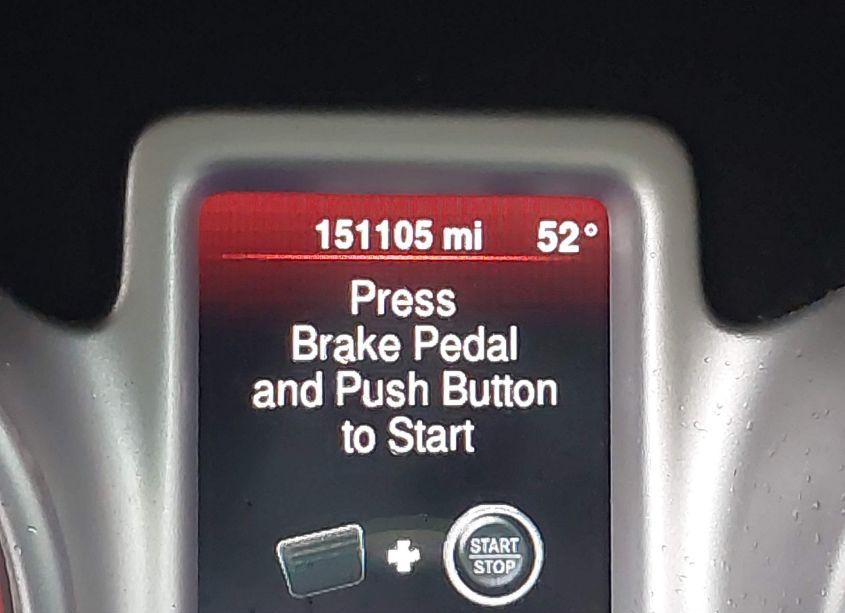 151105 mi 52°
Press
Brake Pedal
and Push Button
to Start
START
STOP